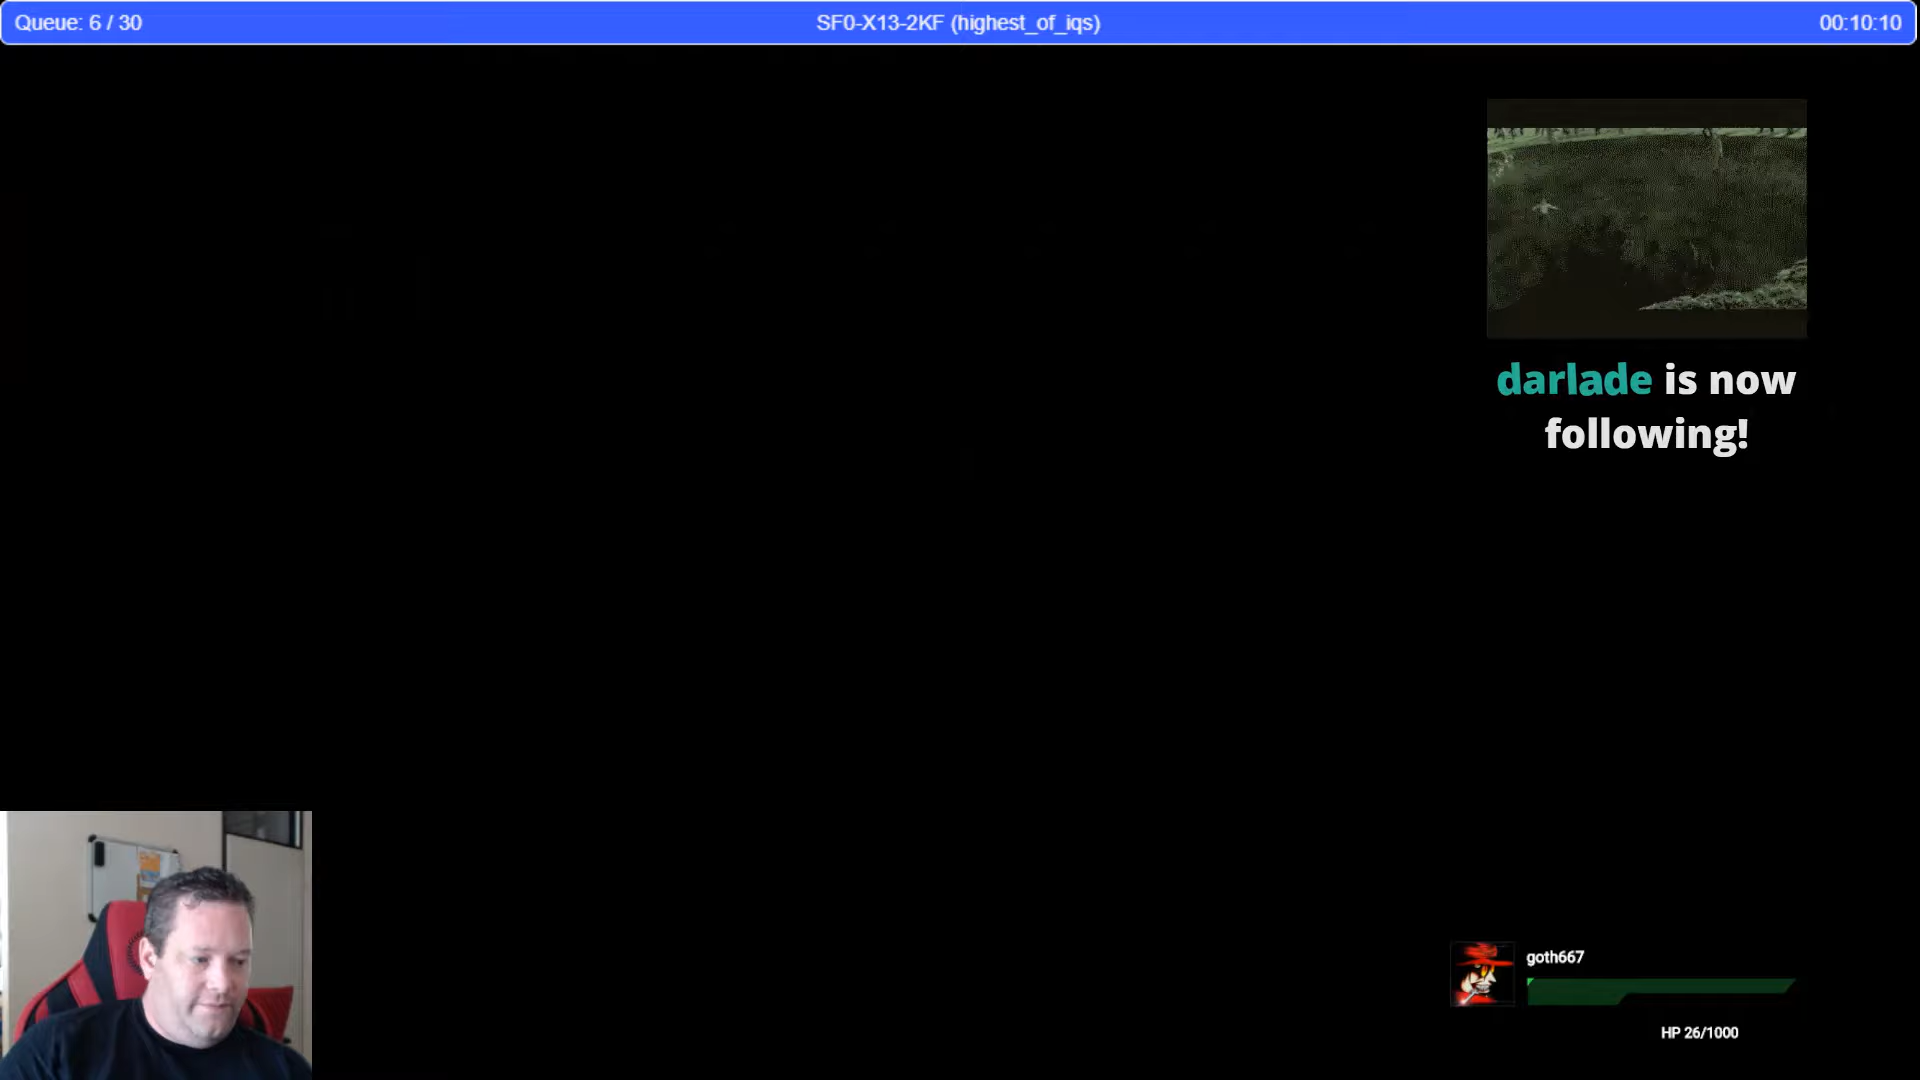 Queue: 6 / 30
SF0-X13-2KF (highest_of_iqs)
00:10:10
darlade is now
following!
goth667
HP 26/1000